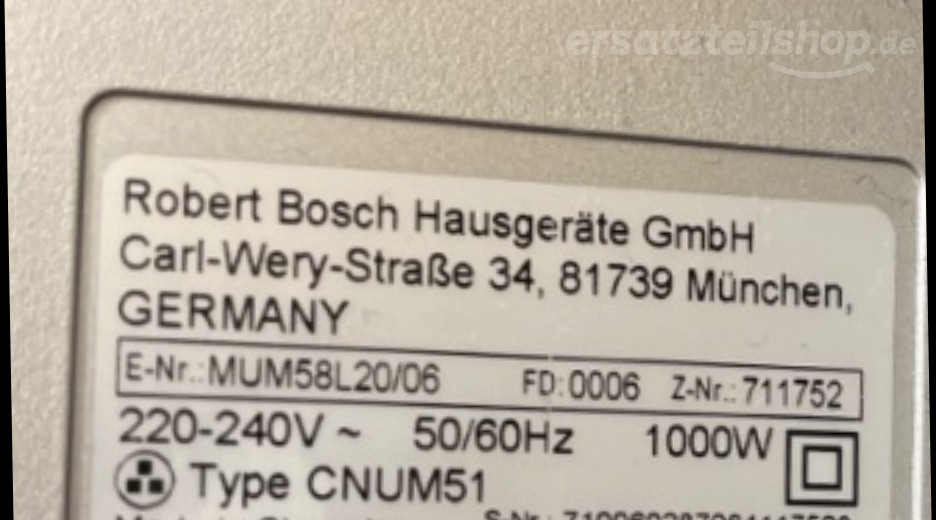 ersatzteilshop.de
Robert Bosch Hausgeräte GmbH
Carl-Wery-Straße 34, 81739 München,
GERMANY
E-Nr.:MUM58L20/06 FD:0006 Z-Nr.:711752
220-240V ~ 50/60Hz 1000W
Type CNUM51